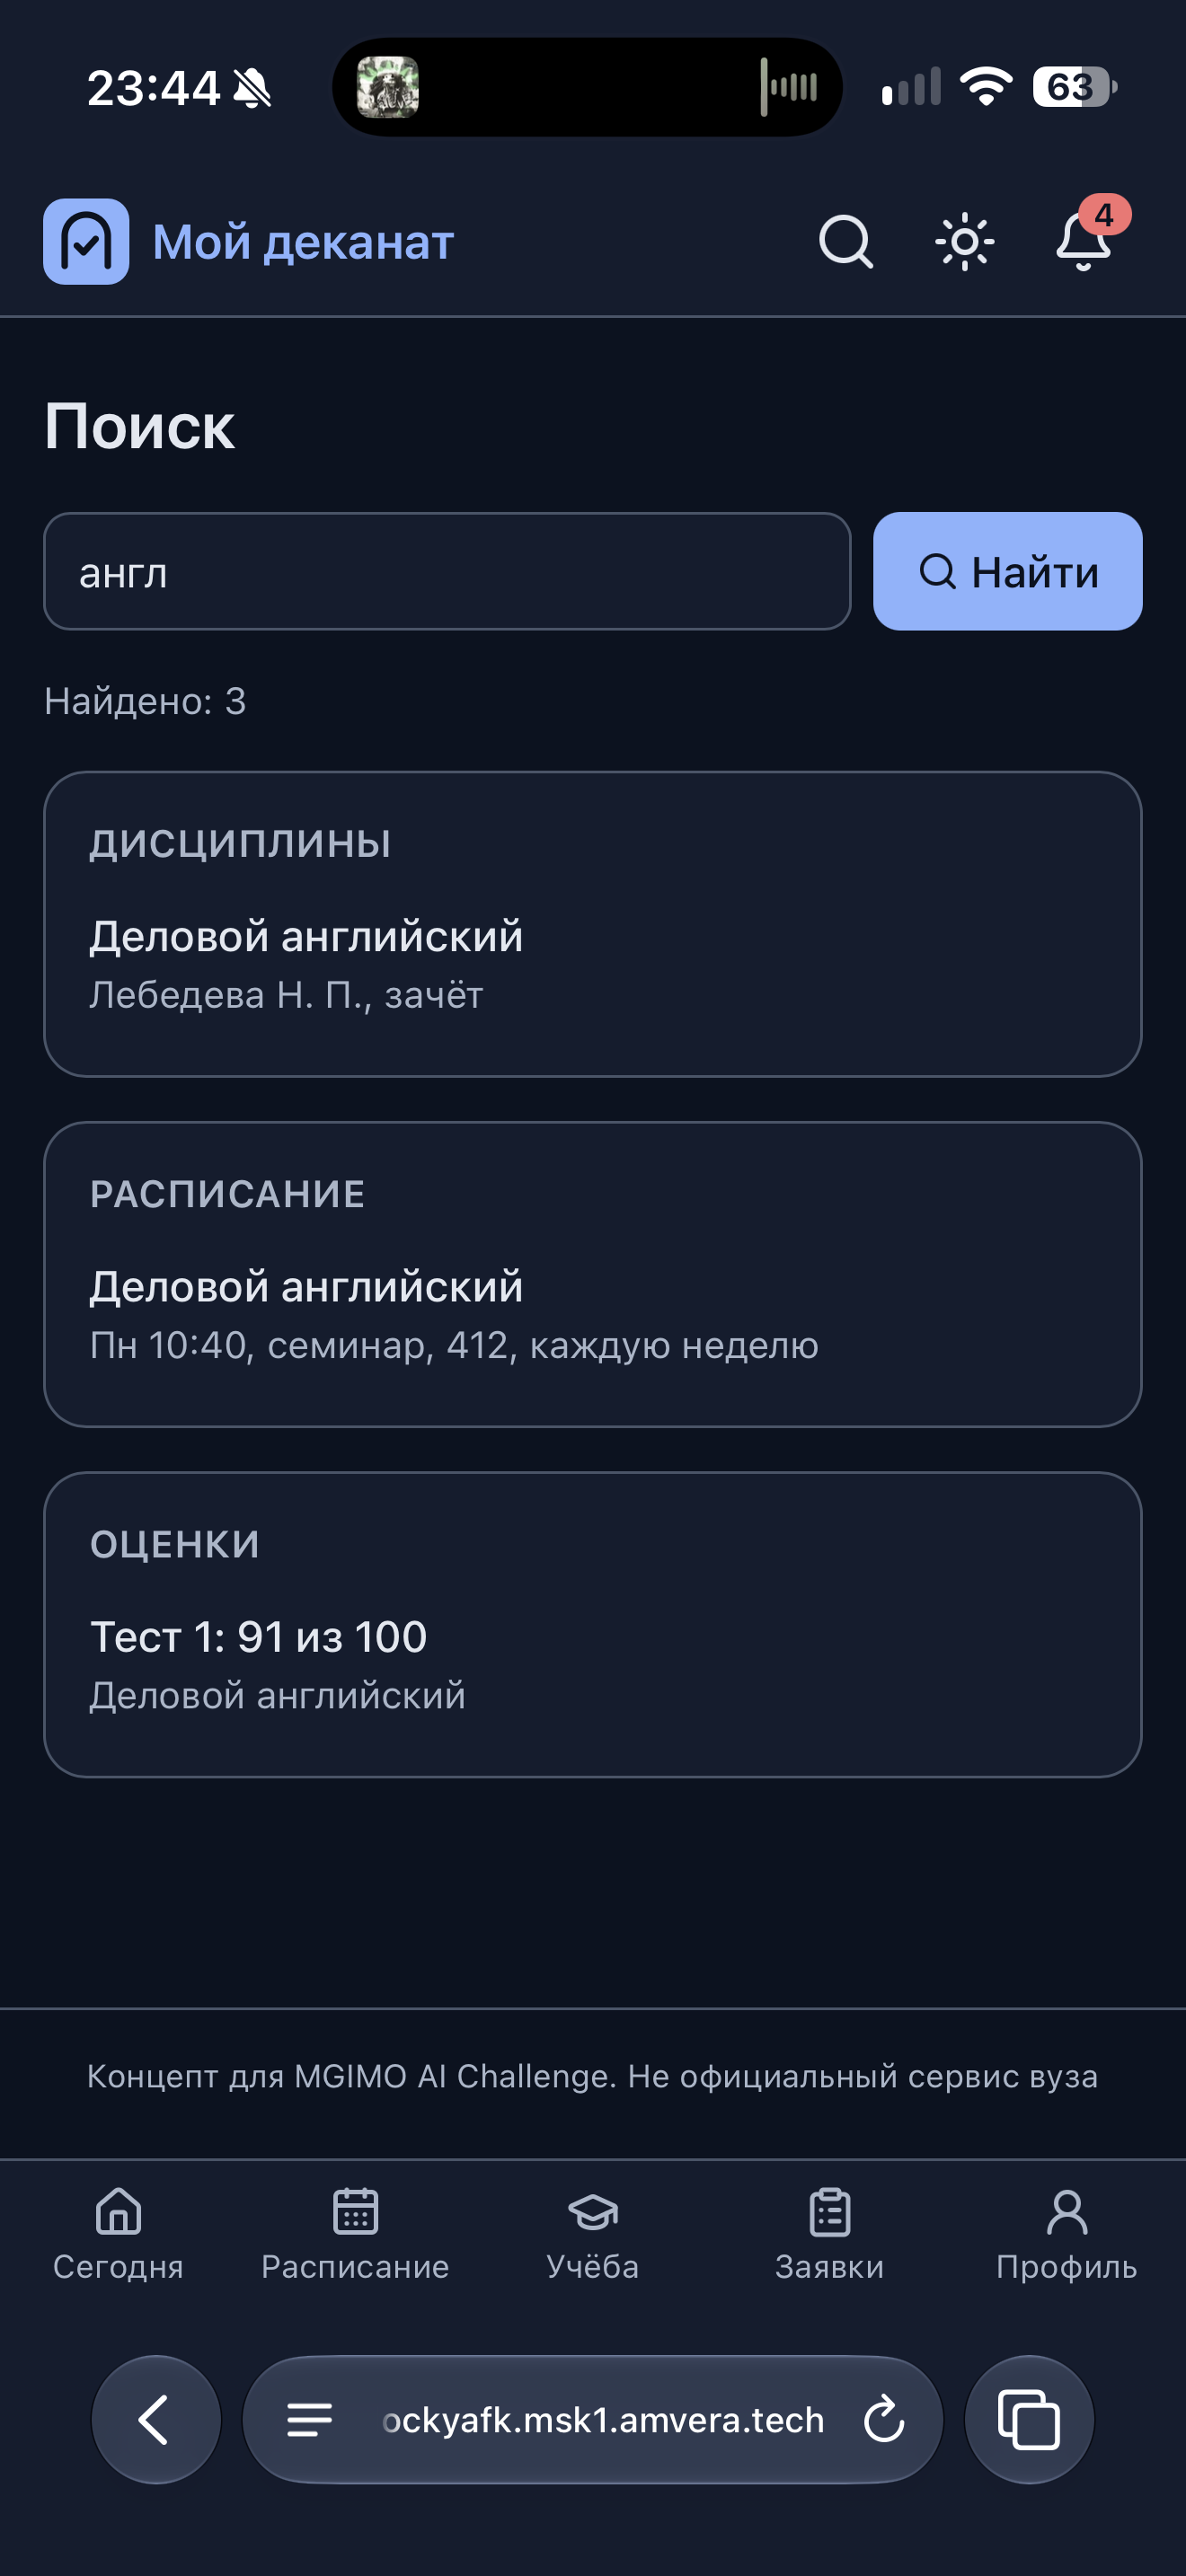 23:44
63
Мой деканат
4
Поиск
англ
Найти
Найдено: 3
ДИСЦИПЛИНЫ
Деловой английский
Лебедева Н. П., зачёт
РАСПИСАНИЕ
Деловой английский
Пн 10:40, семинар, 412, каждую неделю
ОЦЕНКИ
Тест 1: 91 из 100
Деловой английский
Концепт для MGIMO AI Challenge. Не официальный сервис вуза
Сегодня Расписание Учёба Заявки Профиль
ockyafk.msk1.amvera.tech